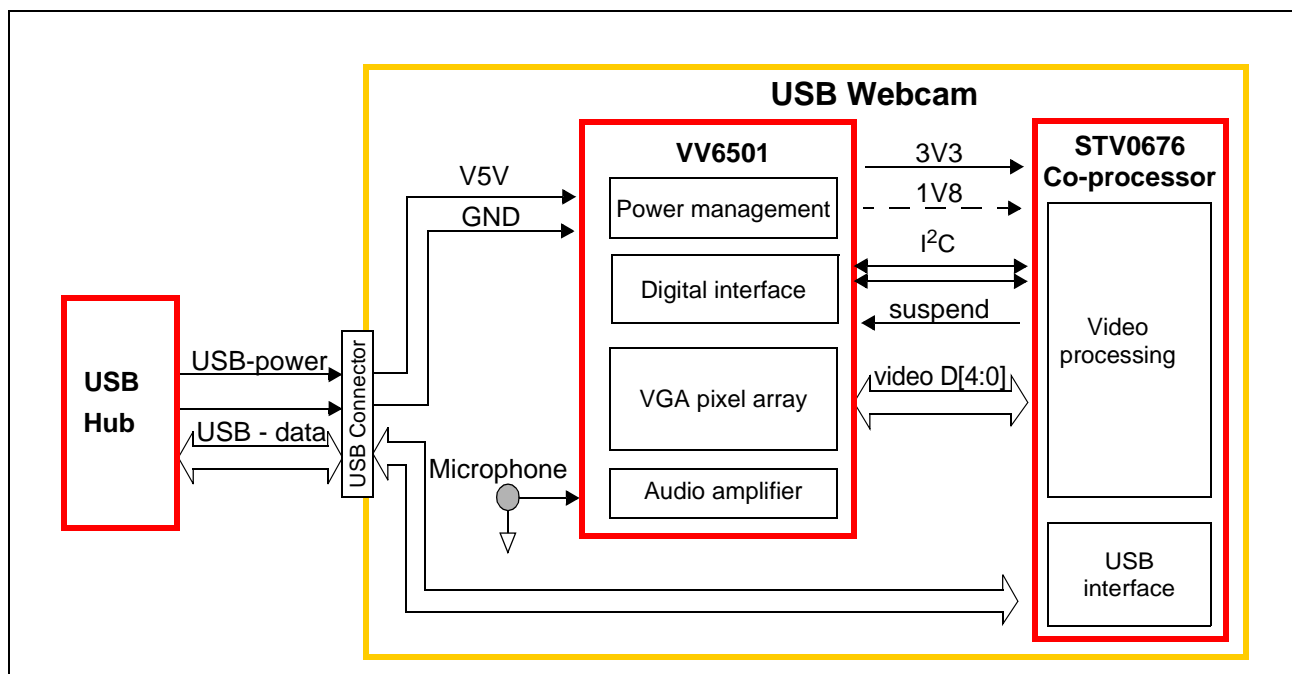 USB Webcam
VV6501
STV0676
Co-processor
3V3
V5V
1V8
Power management
GND
I²C
Digital interface
suspend
Video
processing
USB
Hub
USB-power
USB Connector
video D[4:0]
VGA pixel array
USB - data
Microphone
Audio amplifier
USB
interface